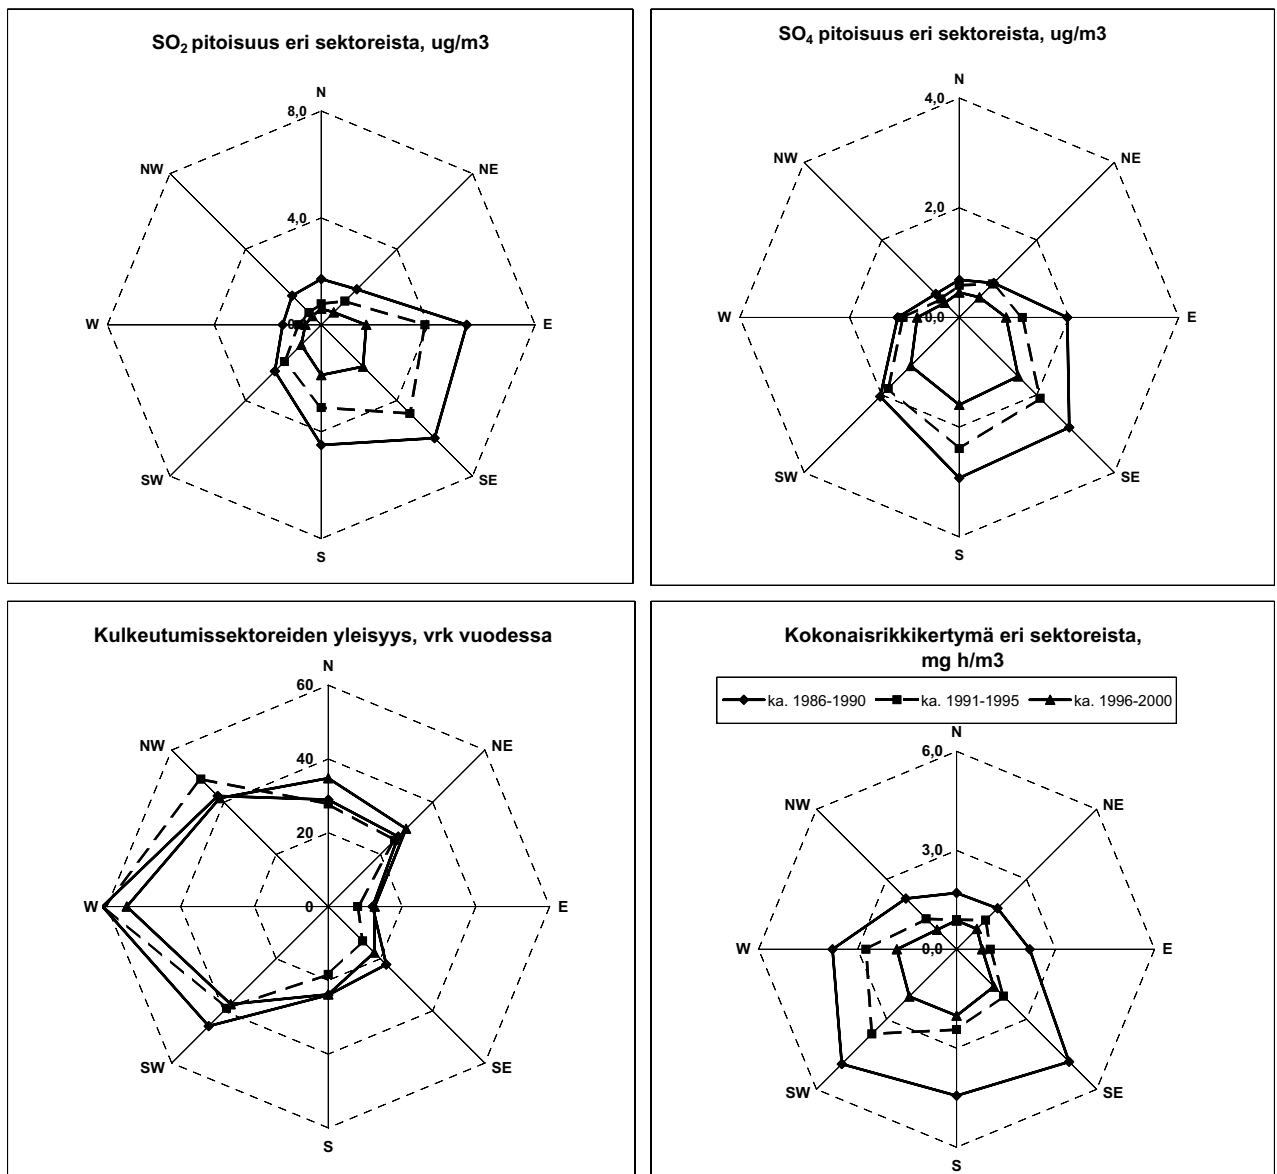 SO2 pitoisuus eri sektoreista, ug/m3
N
8,0
NW
NE
4,0
W
0,0
E
SW
SE
S
SO4 pitoisuus eri sektoreista, ug/m3
N
4,0
NW
NE
2,0
W
0,0
E
SW
SE
S
Kulkeutumissektoreiden yleisyys, vrk vuodessa
N
60
NW
NE
40
20
W
0
E
SW
SE
S
Kokonaisrikkikertymä eri sektoreista,
mg h/m3
ka. 1986-1990 ka. 1991-1995 ka. 1996-2000
N
6,0
NW
NE
3,0
W
0,0
E
SW
SE
S